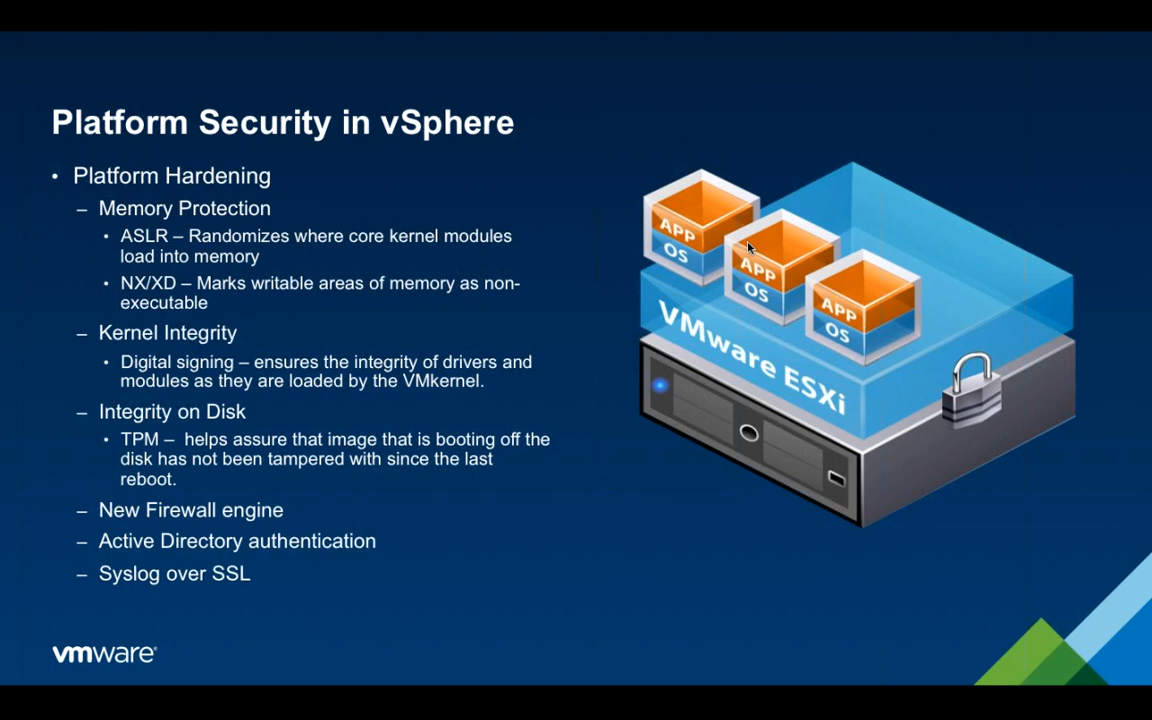 Platform Security in vSphere
• Platform Hardening
– Memory Protection
• ASLR – Randomizes where core kernel modules
load into memory
• NX/XD – Marks writable areas of memory as non-
executable
– Kernel Integrity
• Digital signing – ensures the integrity of drivers and
modules as they are loaded by the VMkernel.
– Integrity on Disk
• TPM – helps assure that image that is booting off the
disk has not been tampered with since the last
reboot.
– New Firewall engine
– Active Directory authentication
– Syslog over SSL
APP
OS
APP
OS
APP
OS
VMware ESXi
vmware®